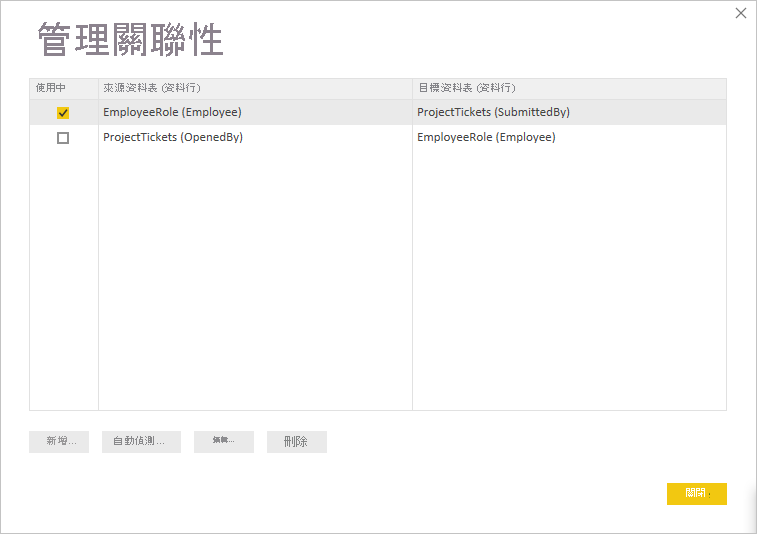 管理關聯性
使用中 來源資料表 (資料行) 目標資料表 (資料行)
EmployeeRole (Employee) ProjectTickets (SubmittedBy)
ProjectTickets (OpenedBy) EmployeeRole (Employee)
新增... 自動偵測... 編輯... 刪除
關閉